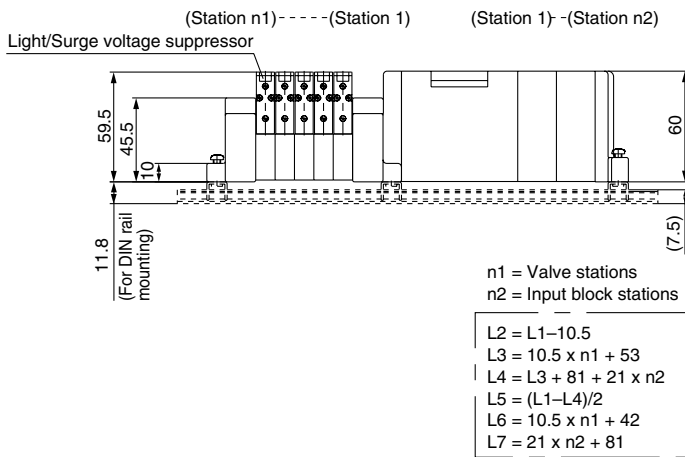 (Station n1) (Station 1) (Station 1) (Station n2)
Light/Surge voltage suppressor
59.5
45.5
10
60
11.8
(For DIN rail
mounting)
(7.5)
n1 = Valve stations
n2 = Input block stations
L2 = L1–10.5
L3 = 10.5 x n1 + 53
L4 = L3 + 81 + 21 x n2
L5 = (L1–L4)/2
L6 = 10.5 x n1 + 42
L7 = 21 x n2 + 81